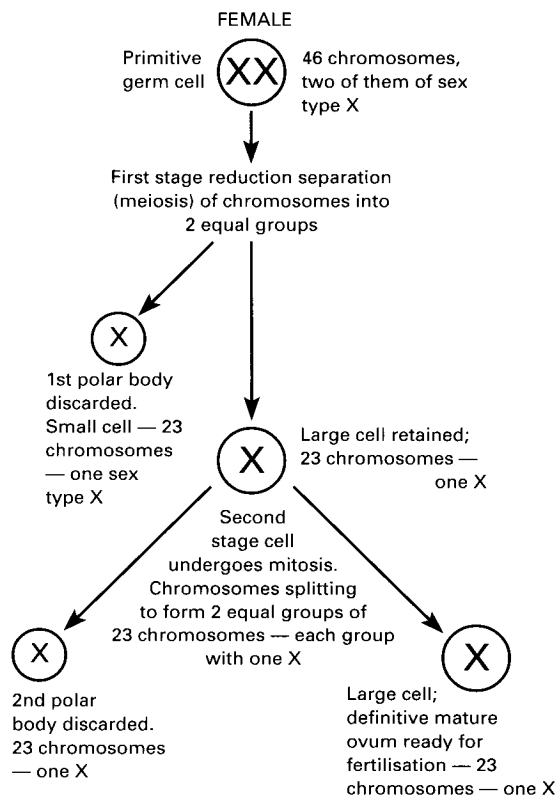 FEMALE
Primitive
germ cell
XX
46 chromosomes,
two of them of sex
type X
First stage reduction separation
(meiosis) of chromosomes into
2 equal groups
X
1st polar body
discarded.
Small cell — 23
chromosomes
— one sex
type X
X
Large cell retained;
23 chromosomes —
one X
Second
stage cell
undergoes mitosis.
Chromosomes splitting
to form 2 equal groups of
23 chromosomes — each group
with one X
X
2nd polar
body discarded.
23 chromosomes
— one X
X
Large cell;
definitive mature
ovum ready for
fertilisation — 23
chromosomes — one X